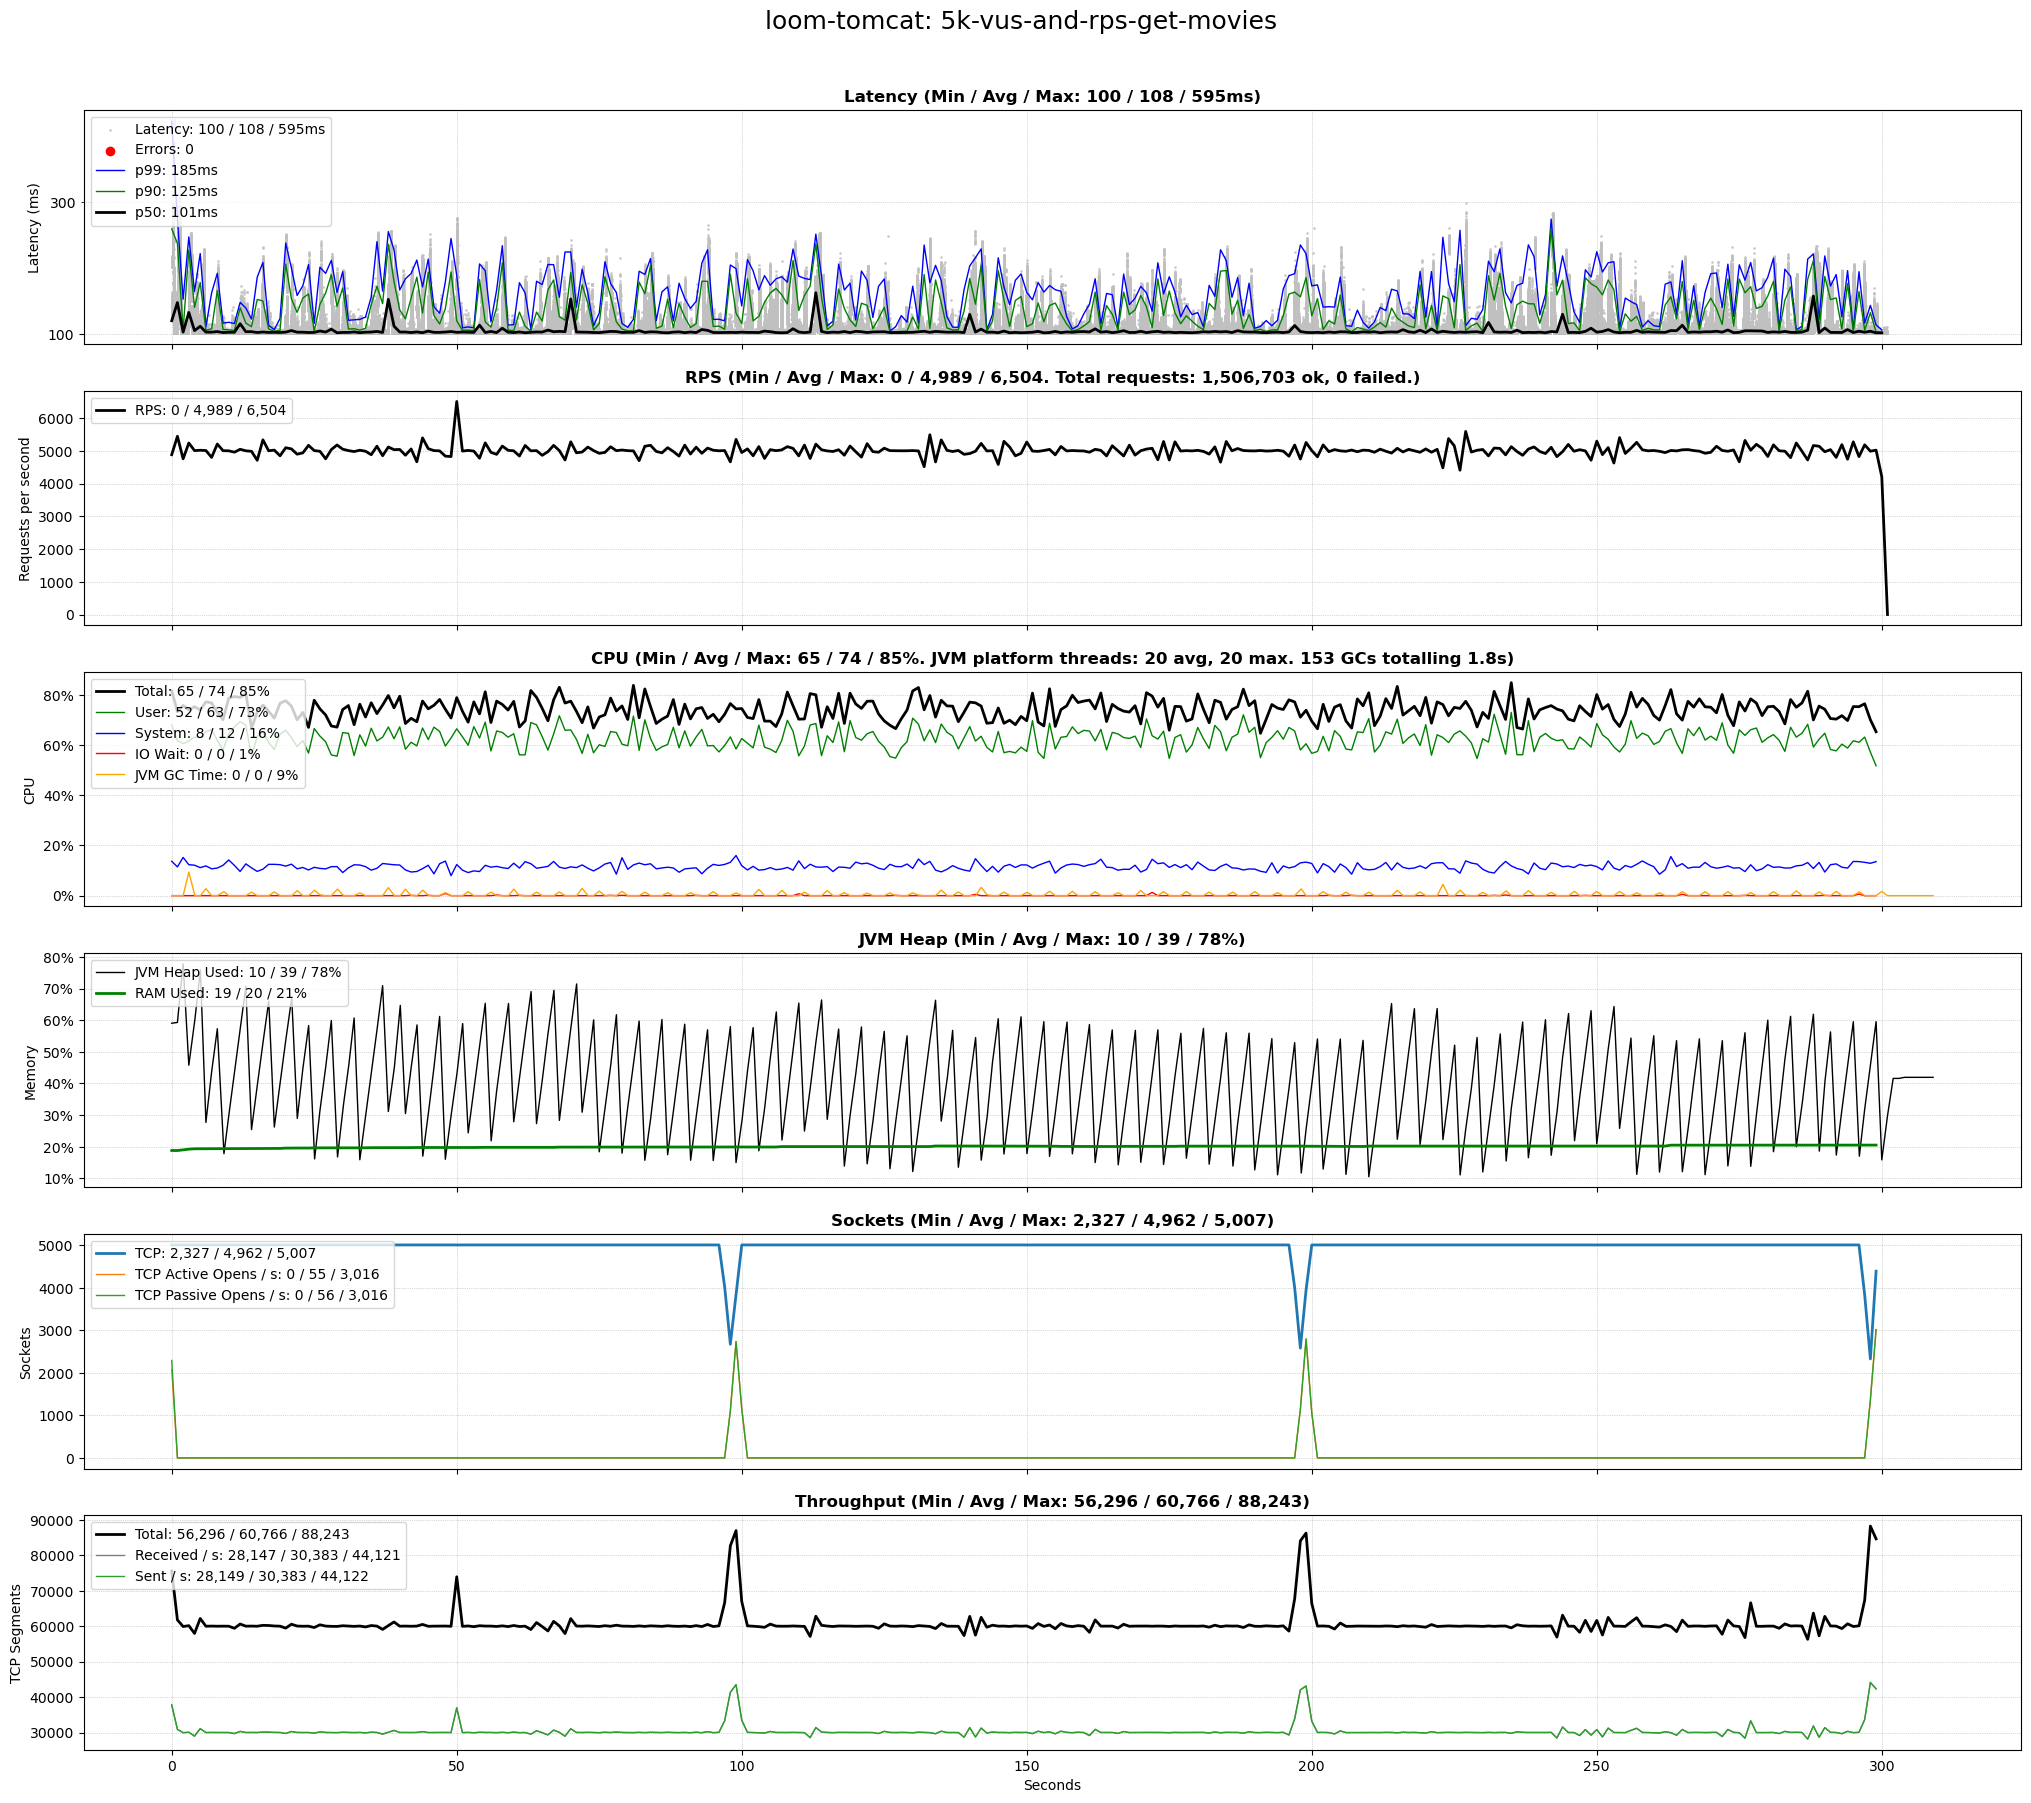 loom-tomcat: 5k-vus-and-rps-get-movies
Latency (Min / Avg / Max: 100 / 108 / 595ms)
Latency: 100 / 108 / 595ms
Errors: 0
p99: 185ms
p90: 125ms
p50: 101ms
Latency (ms)
300
100
RPS (Min / Avg / Max: 0 / 4,989 / 6,504. Total requests: 1,506,703 ok, 0 failed.)
RPS: 0 / 4,989 / 6,504
Requests per second
6000
5000
4000
3000
2000
1000
0
CPU (Min / Avg / Max: 65 / 74 / 85%. JVM platform threads: 20 avg, 20 max. 153 GCs totalling 1.8s)
Total: 65 / 74 / 85%
User: 52 / 63 / 73%
System: 8 / 12 / 16%
IO Wait: 0 / 0 / 1%
JVM GC Time: 0 / 0 / 9%
CPU
80%
60%
40%
20%
0%
JVM Heap (Min / Avg / Max: 10 / 39 / 78%)
JVM Heap Used: 10 / 39 / 78%
RAM Used: 19 / 20 / 21%
Memory
80%
70%
60%
50%
40%
30%
20%
10%
Sockets (Min / Avg / Max: 2,327 / 4,962 / 5,007)
TCP: 2,327 / 4,962 / 5,007
TCP Active Opens / s: 0 / 55 / 3,016
TCP Passive Opens / s: 0 / 56 / 3,016
Sockets
5000
4000
3000
2000
1000
0
Throughput (Min / Avg / Max: 56,296 / 60,766 / 88,243)
Total: 56,296 / 60,766 / 88,243
Received / s: 28,147 / 30,383 / 44,121
Sent / s: 28,149 / 30,383 / 44,122
TCP Segments
90000
80000
70000
60000
50000
40000
30000
0 50 100 150 200 250 300
Seconds